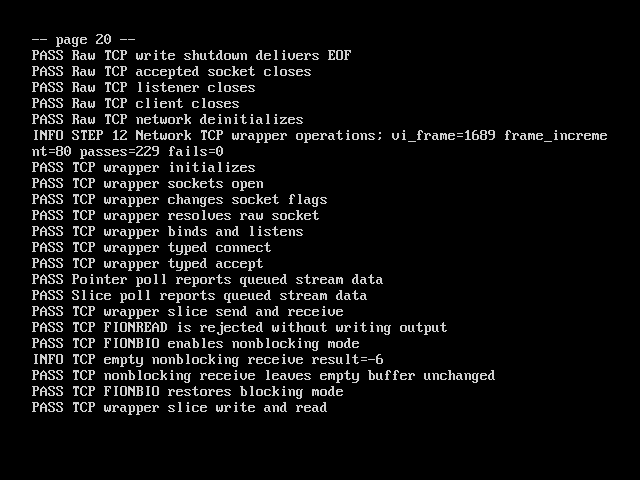 -- page 20 --
PASS Raw TCP write shutdown delivers EOF
PASS Raw TCP accepted socket closes
PASS Raw TCP listener closes
PASS Raw TCP client closes
PASS Raw TCP network deinitializes
INFO STEP 12 Network TCP wrapper operations; vi_frame=1689 frame_increme
nt=80 passes=229 fails=0
PASS TCP wrapper initializes
PASS TCP wrapper sockets open
PASS TCP wrapper changes socket flags
PASS TCP wrapper resolves raw socket
PASS TCP wrapper binds and listens
PASS TCP wrapper typed connect
PASS TCP wrapper typed accept
PASS Pointer poll reports queued stream data
PASS Slice poll reports queued stream data
PASS TCP wrapper slice send and receive
PASS TCP FIONREAD is rejected without writing output
PASS TCP FIONBIO enables nonblocking mode
INFO TCP empty nonblocking receive result=-6
PASS TCP nonblocking receive leaves empty buffer unchanged
PASS TCP FIONBIO restores blocking mode
PASS TCP wrapper slice write and read